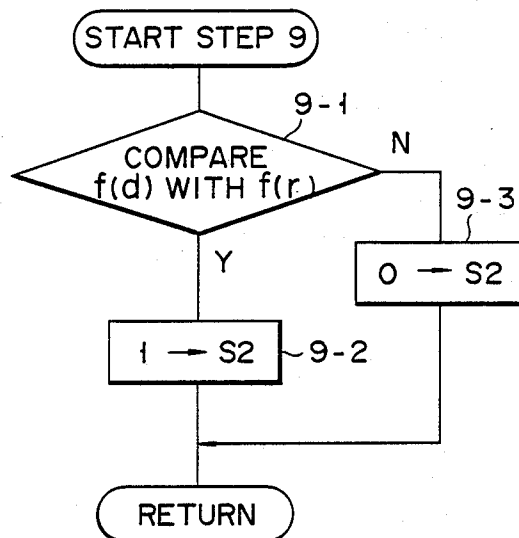 START STEP 9
9-1
COMPARE
f(d) WITH f(r)
N
9-3
0 → S2
Y
1 → S2
9-2
RETURN